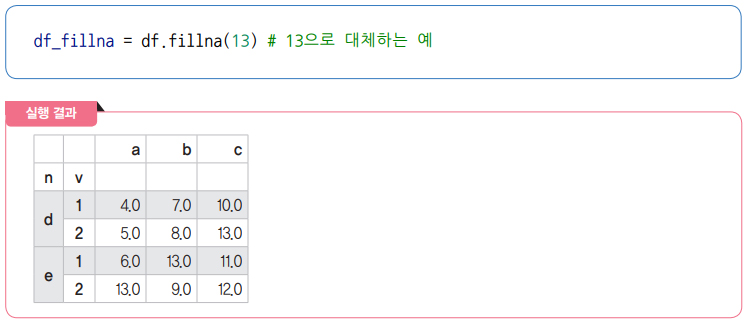 df_fillna = df.fillna(13) # 13으로 대체하는 예
실행 결과
a b c
n v
d 1 4.0 7.0 10.0
2 5.0 8.0 13.0
e 1 6.0 13.0 11.0
2 13.0 9.0 12.0